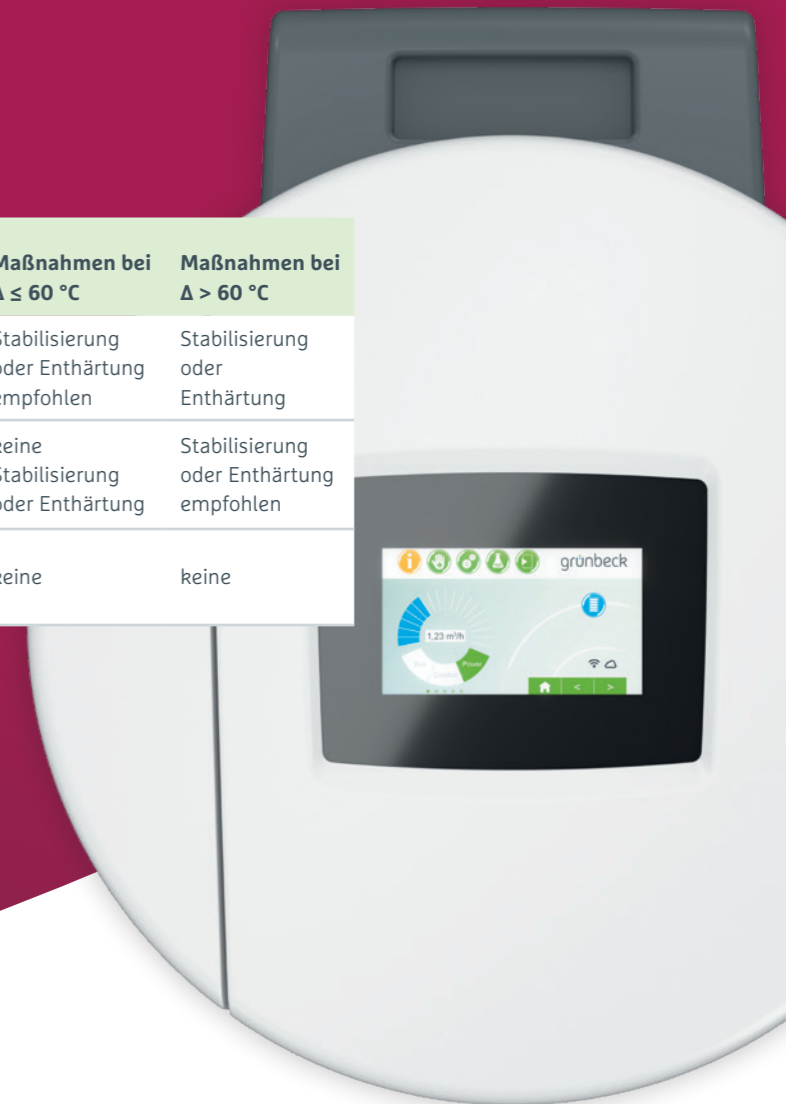 Maßnahmen bei
Δ ≤ 60 °C
Maßnahmen bei
Δ > 60 °C
Stabilisierung
oder Enthärtung
empfohlen
Stabilisierung
oder
Enthärtung
keine
Stabilisierung
oder Enthärtung
Stabilisierung
oder Enthärtung
empfohlen
keine
keine
i
grünbeck
1,23 m³/h
Power
< >